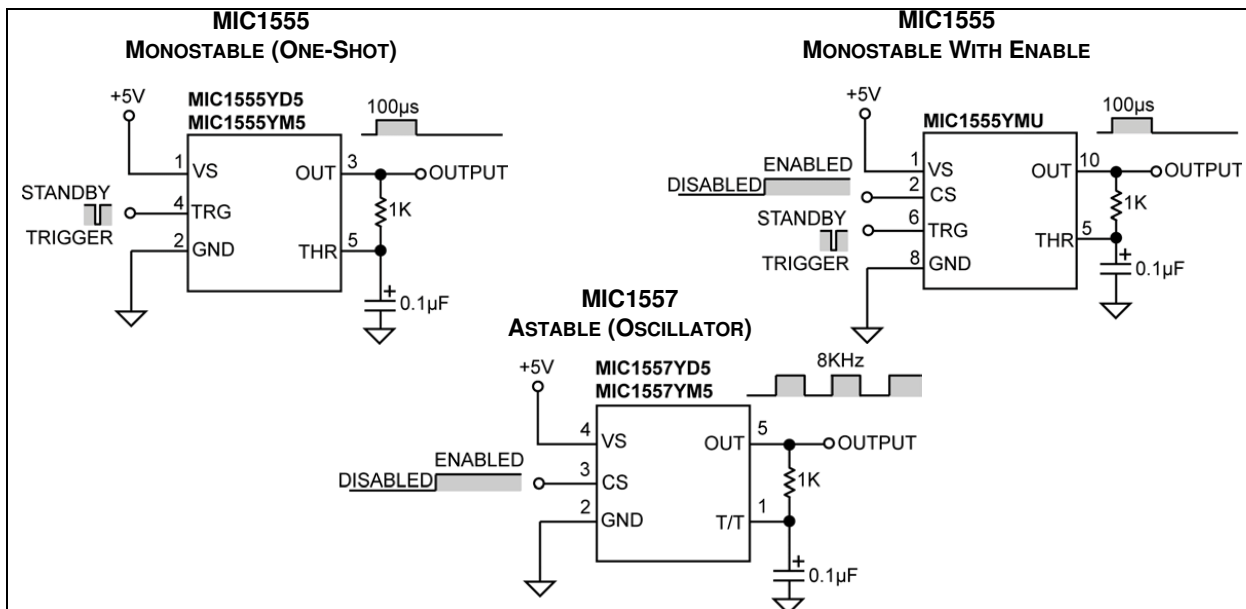 MIC1555
MONOSTABLE (ONE-SHOT)
+5V
MIC1555YD5
MIC1555YM5
100µs
1
VS
OUT
3
OUTPUT
STANDBY
4
TRG
1K
TRIGGER
2
GND
THR
5
+
0.1µF
MIC1555
MONOSTABLE WITH ENABLE
+5V
MIC1555YMU
100µs
1
VS
OUT
10
OUTPUT
ENABLED
DISABLED
2
CS
1K
STANDBY
6
TRG
THR
5
TRIGGER
8
GND
+
0.1µF
MIC1557
ASTABLE (OSCILLATOR)
+5V
MIC1557YD5
MIC1557YM5
8KHz
4
VS
OUT
5
OUTPUT
ENABLED
DISABLED
3
CS
1K
2
GND
T/T
1
+
0.1µF